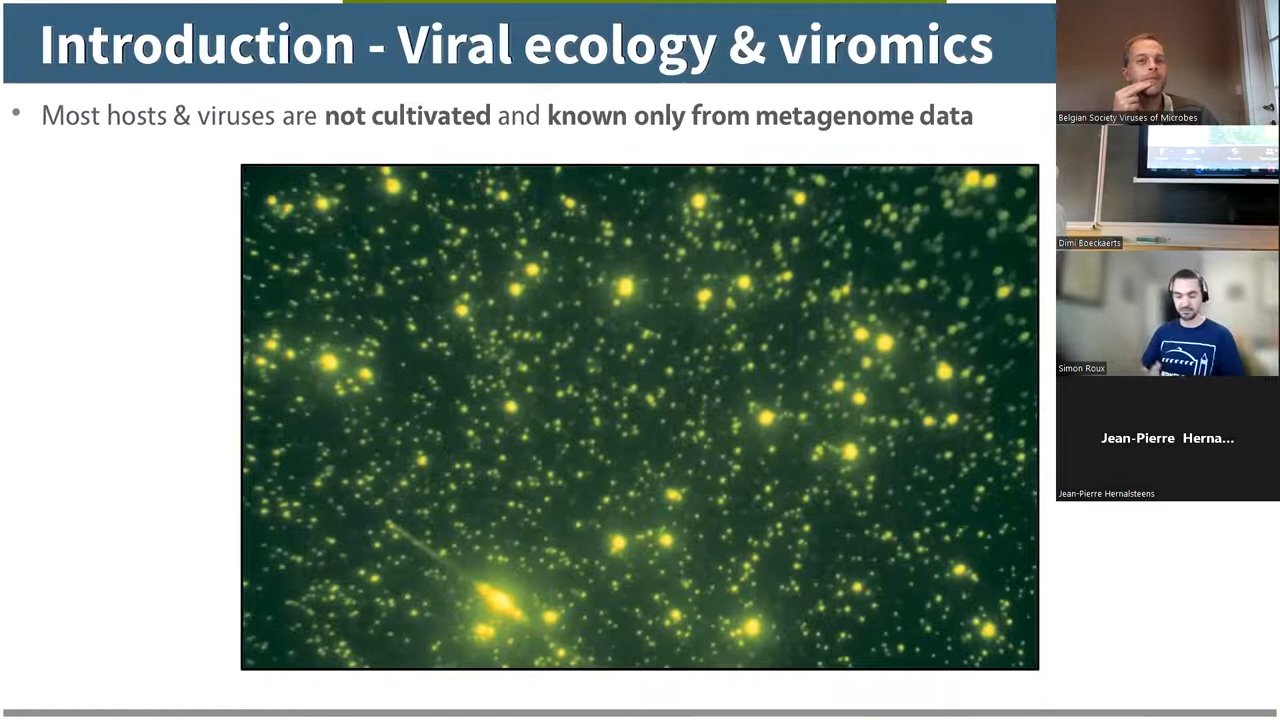 Introduction - Viral ecology & viromics
• Most hosts & viruses are not cultivated and known only from metagenome data
Belgian Society Viruses of Microbes
Dimi Boeckaerts
Simon Roux
Jean-Pierre Herna...
Jean-Pierre Hernalsteens